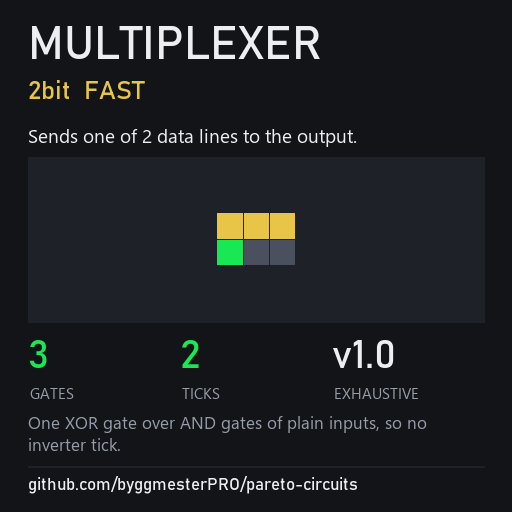 MULTIPLEXER
2bit FAST
Sends one of 2 data lines to the output.
3 2 v1.0
GATES TICKS EXHAUSTIVE
One XOR gate over AND gates of plain inputs, so no
inverter tick.
github.com/byggmesterPRO/pareto-circuits